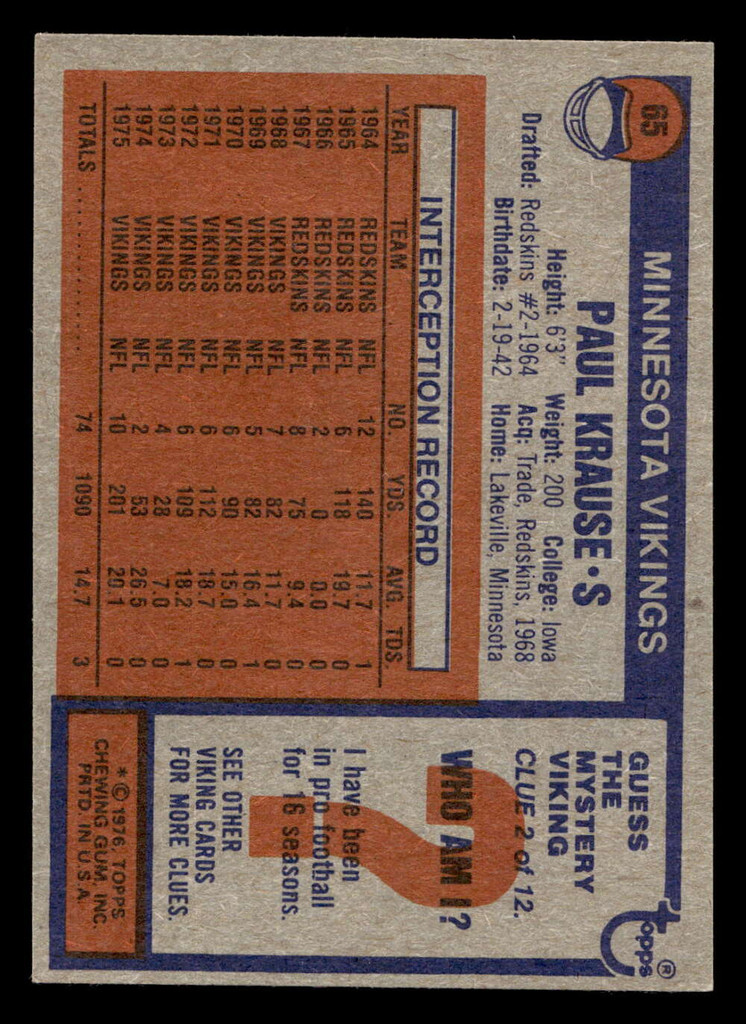 65
MINNESOTA VIKINGS
PAUL KRAUSE • S
Height: 6'3" Weight: 200 College: Iowa
Drafted: Redskins #2-1964 Acq: Trade, Redskins, 1968
Birthdate: 2-19-42 Home: Lakeville, Minnesota
INTERCEPTION RECORD
YEAR TEAM NO. YDS. AVG. TDS.
1964 REDSKINS NFL 12 140 11.7 1
1965 REDSKINS NFL 6 118 19.7 0
1966 REDSKINS NFL 2 0 0.0 0
1967 REDSKINS NFL 8 75 9.4 0
1968 VIKINGS NFL 7 82 11.7 0
1969 VIKINGS NFL 5 82 16.4 1
1970 VIKINGS NFL 6 90 15.0 0
1971 VIKINGS NFL 6 112 18.7 0
1972 VIKINGS NFL 6 109 18.2 1
1973 VIKINGS NFL 4 28 7.0 0
1974 VIKINGS NFL 2 53 26.5 0
1975 VIKINGS NFL 10 201 20.1 0
TOTALS .................... 74 1090 14.7 3
topps®
GUESS
THE
MYSTERY
VIKING
CLUE 2 of 12.
?
WHO AM I?
I have been
in pro football
for 16 seasons.
SEE OTHER
VIKING CARDS
FOR MORE CLUES.
* © 1976, TOPPS
CHEWING GUM, INC.
PRTD. IN U.S.A.